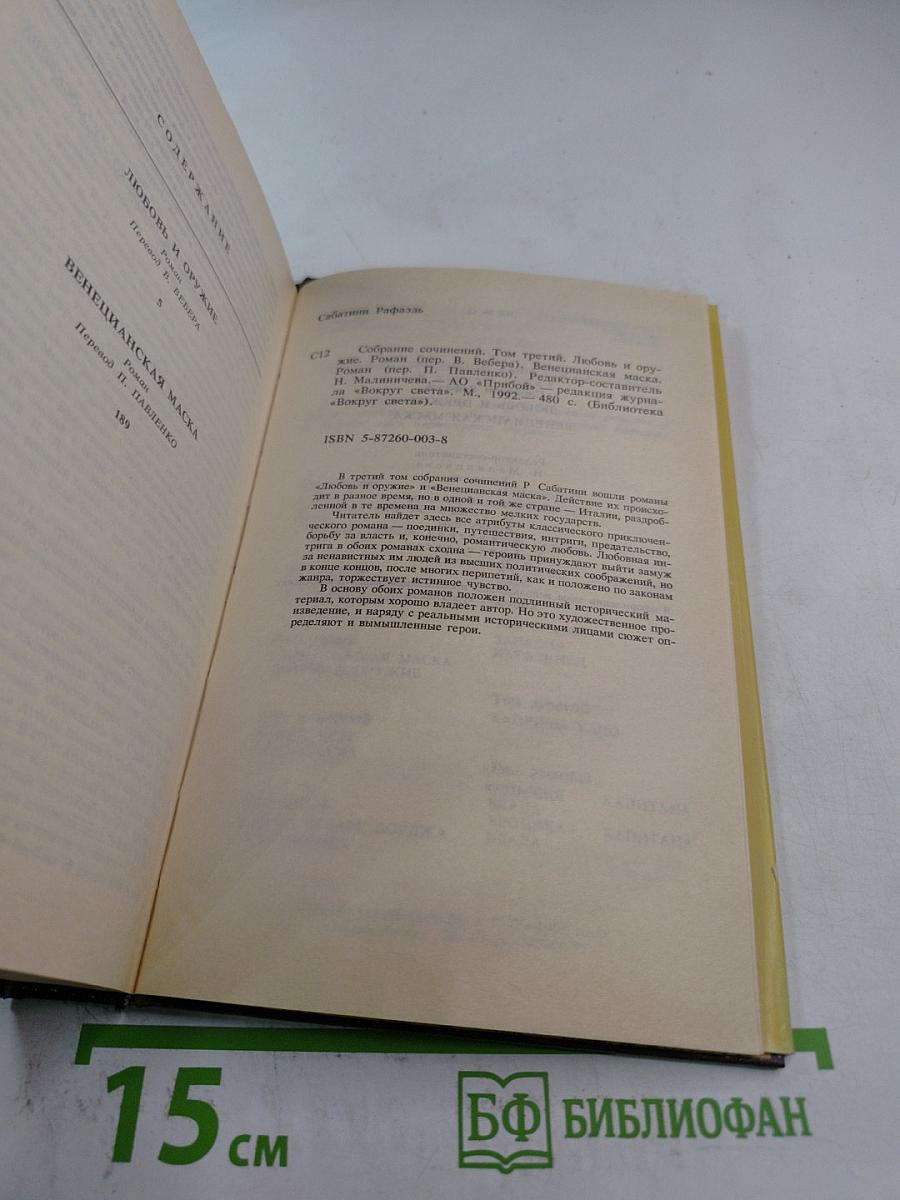 СОДЕРЖАНИЕ
ЛЮБОВЬ И ОРУЖИЕ
Роман
Перевод В. ВЕБЕРА
5
ВЕНЕЦИАНСКАЯ МАСКА
Роман
Перевод П. ПАВЛЕНКО
189
Сабатини Рафаэль
С12 Собрание сочинений. Том третий. Любовь и ору-
жие. Роман (пер. В. Вебера). Венецианская маска.
Роман (пер. П. Павленко). Редактор-составитель
Н. Малиничева.— АО «Прибой» — редакция журна-
ла «Вокруг света». М., 1992.— 480 с. (Библиотека
«Вокруг света»).
ISBN 5-87260-003-8
В третий том собрания сочинений Р Сабатини вошли романы
«Любовь и оружие» и «Венецианская маска». Действие их происхо-
дит в разное время, но в одной и той же стране — Италии, раздроб-
ленной в те времена на множество мелких государств.
Читатель найдет здесь все атрибуты классического приключен-
ческого романа — поединки, путешествия, интриги, предательство,
борьбу за власть и, конечно, романтическую любовь. Любовная ин-
трига в обоих романах сходна — героинь принуждают выйти замуж
за ненавистных им людей из высших политических соображений, но
в конце концов, после многих перипетий, как и положено по законам
жанра, торжествует истинное чувство.
В основу обоих романов положен подлинный исторический ма-
териал, которым хорошо владеет автор. Но это художественное про-
изведение, и наряду с реальными историческими лицами сюжет оп-
ределяют и вымышленные герои.
15 см
БФ БИБЛИОФАН